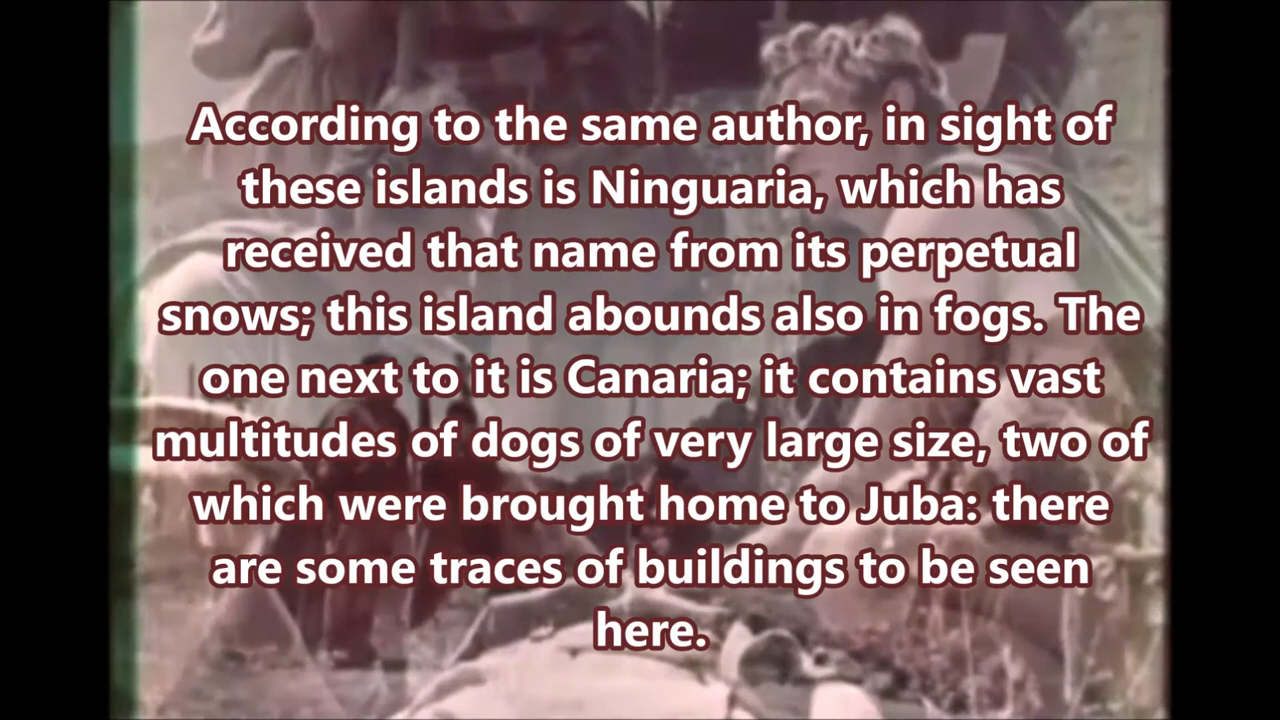 According to the same author, in sight of
these islands is Ninguaria, which has
received that name from its perpetual
snows; this island abounds also in fogs. The
one next to it is Canaria; it contains vast
multitudes of dogs of very large size, two of
which were brought home to Juba: there
are some traces of buildings to be seen
here.